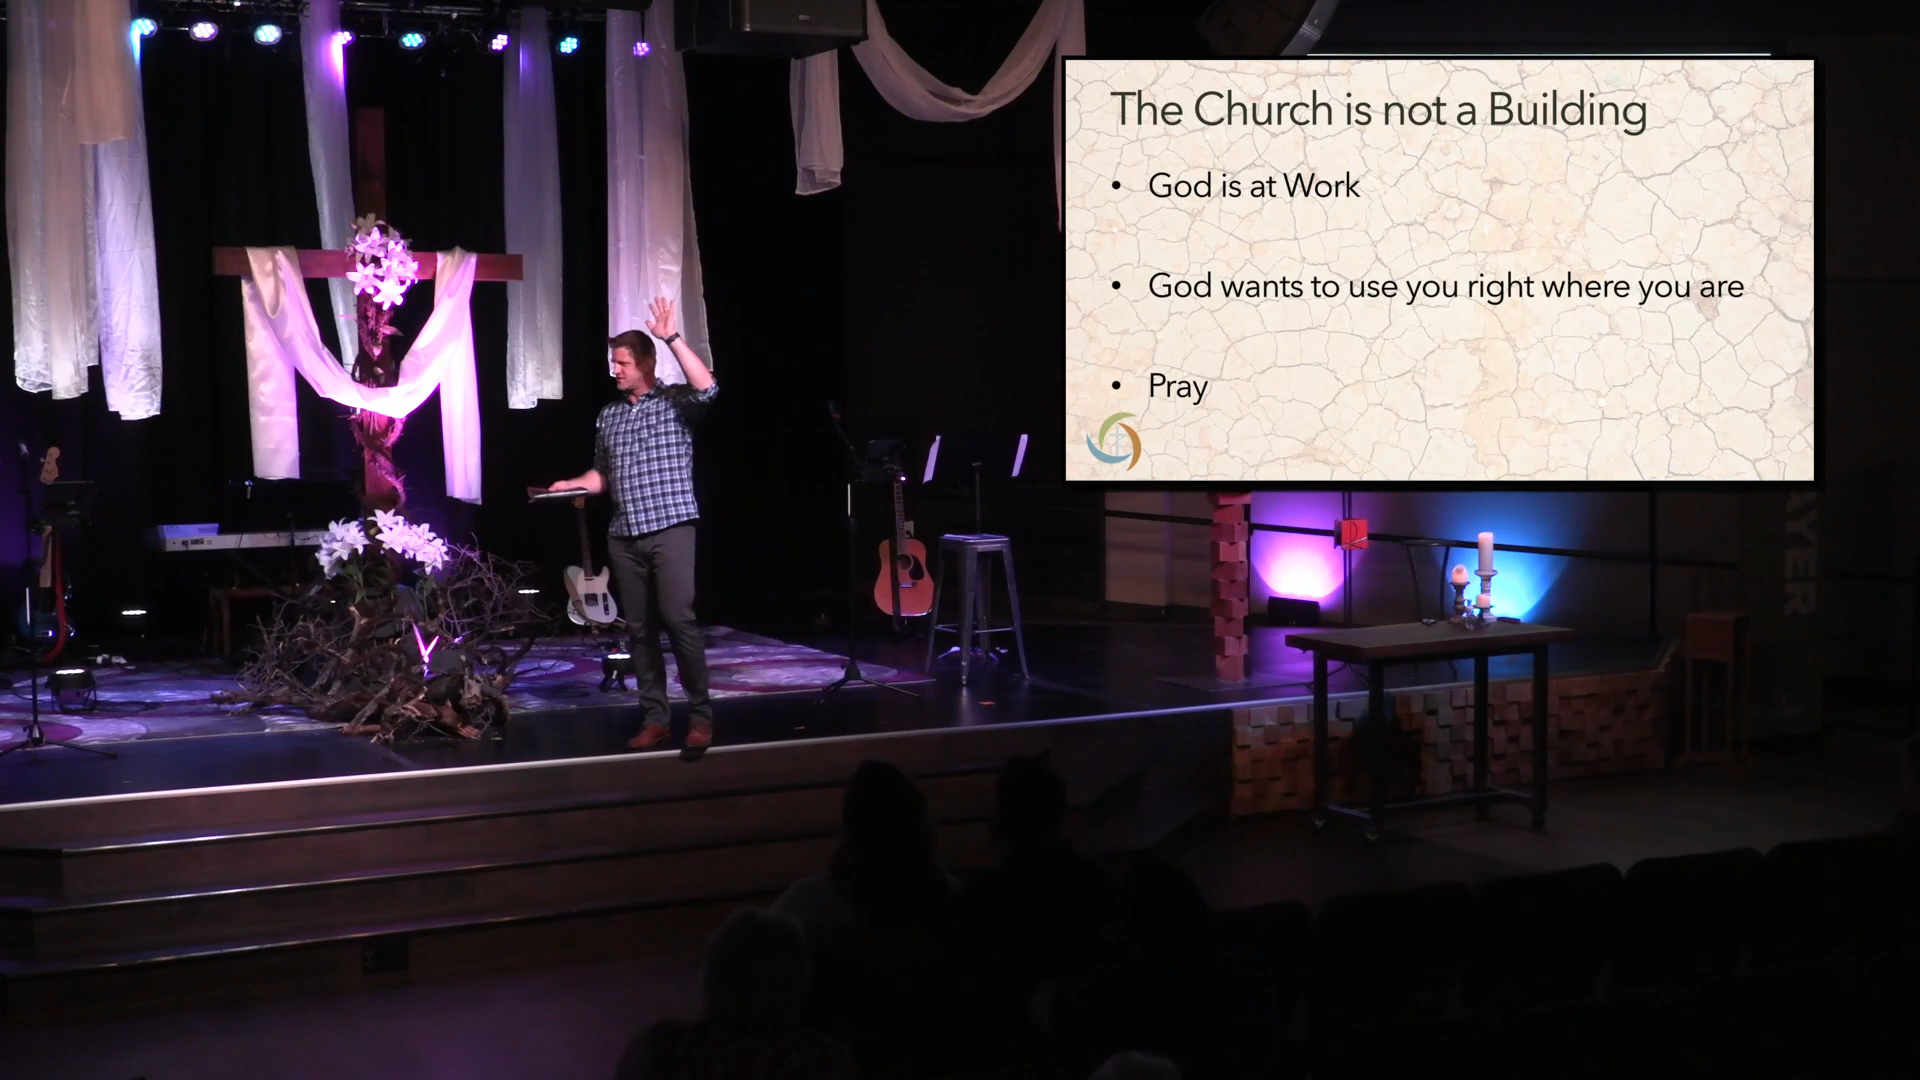 The Church is not a Building
• God is at Work
• God wants to use you right where you are
• Pray